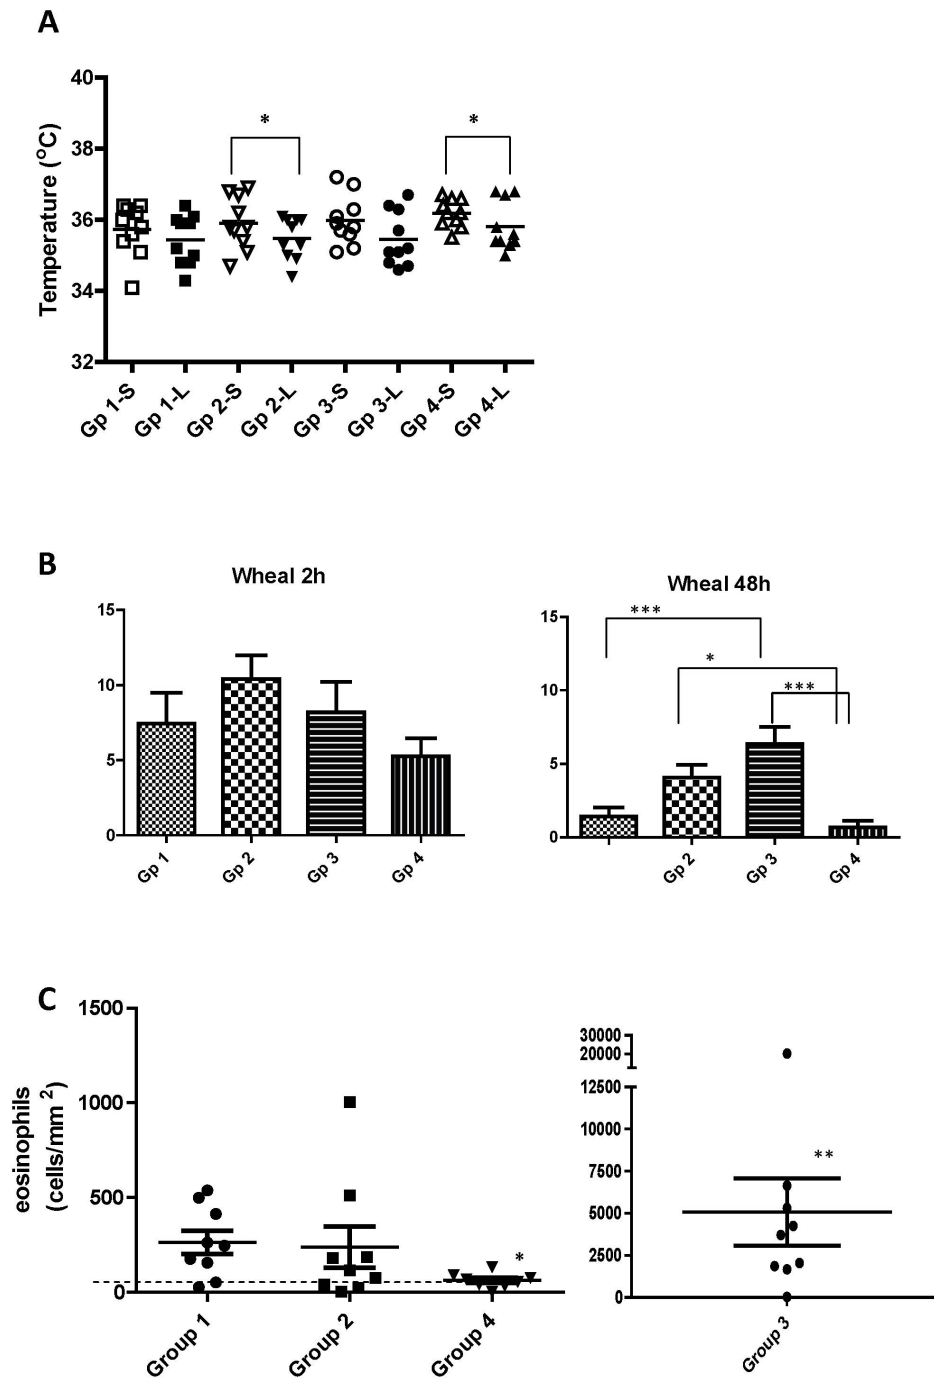 A
Temperature (°C)
40
38
36
34
32
*
*
Gp 1-S
Gp 1-L
Gp 2-S
Gp 2-L
Gp 3-S
Gp 3-L
Gp 4-S
Gp 4-L
B
Wheal 2h
15
10
5
0
Gp 1
Gp 2
Gp 3
Gp 4
Wheal 48h
15
10
5
0
***
*
***
Gp 2
Gp 3
Gp 4
C
eosinophils
(cells/mm ²)
1500
1000
500
0
*
Group 1
Group 2
Group 4
30000
20000
12500
10000
7500
5000
2500
0
**
Group 3